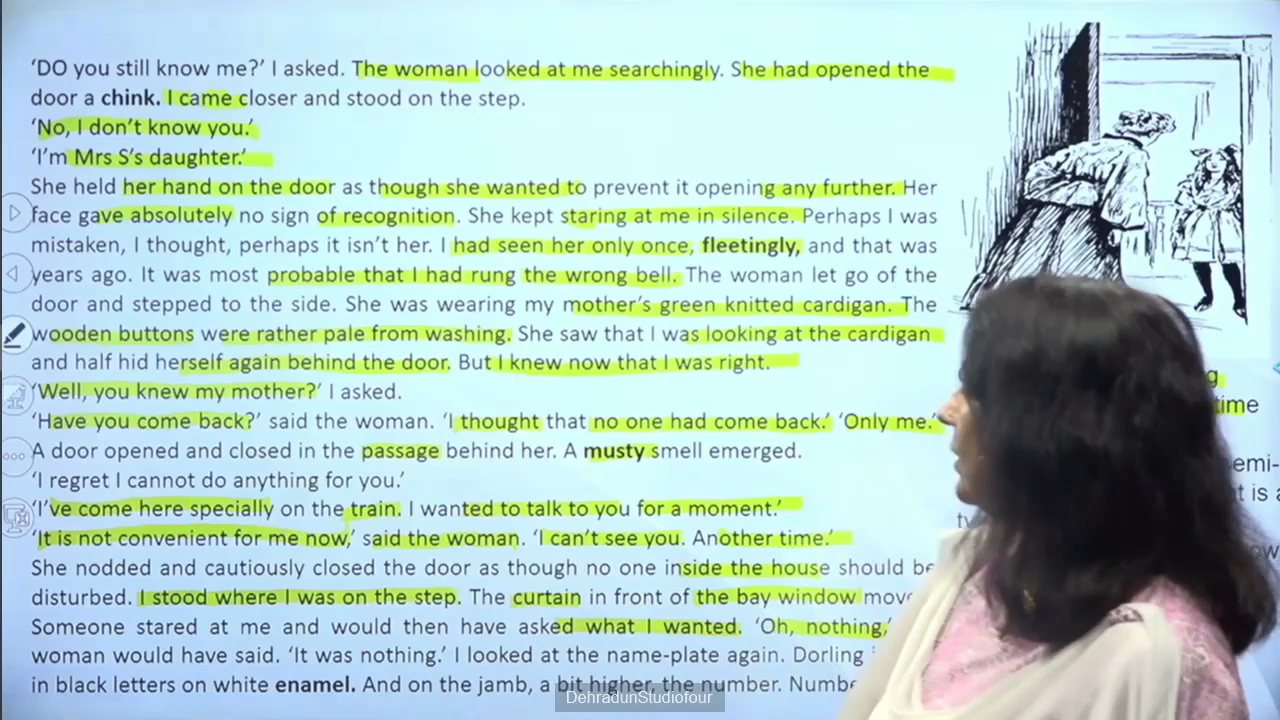 ‘DO you still know me?’ I asked. The woman looked at me searchingly. She had opened the
door a chink. I came closer and stood on the step.
‘No, I don’t know you.’
‘I’m Mrs S’s daughter.’
She held her hand on the door as though she wanted to prevent it opening any further. Her
face gave absolutely no sign of recognition. She kept staring at me in silence. Perhaps I was
mistaken, I thought, perhaps it isn’t her. I had seen her only once, fleetingly, and that was
years ago. It was most probable that I had rung the wrong bell. The woman let go of the
door and stepped to the side. She was wearing my mother’s green knitted cardigan. The
wooden buttons were rather pale from washing. She saw that I was looking at the cardigan
and half hid herself again behind the door. But I knew now that I was right.
‘Well, you knew my mother?’ I asked.
‘Have you come back?’ said the woman. ‘I thought that no one had come back.’ ‘Only me.’
A door opened and closed in the passage behind her. A musty smell emerged.
‘I regret I cannot do anything for you.’
‘I’ve come here specially on the train. I wanted to talk to you for a moment.’
‘It is not convenient for me now,’ said the woman. ‘I can’t see you. Another time.’
She nodded and cautiously closed the door as though no one inside the house should be
disturbed. I stood where I was on the step. The curtain in front of the bay window
Someone stared at me and would then have asked what I wanted. ‘Oh, nothing,’
woman would have said. ‘It was nothing.’ I looked at the name-plate again. Dorling
in black letters on white enamel. And on the jamb, a bit higher, the number.
time
is a
DehradunStudiofour